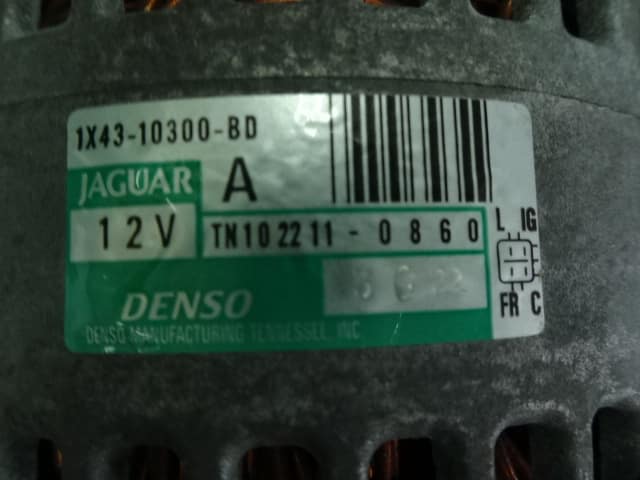 1X43-10300-BD
JAGUAR A
12V TN102211-0860
L IG
FR C
DENSO
DENSO MANUFACTURING TENNESSEE, INC